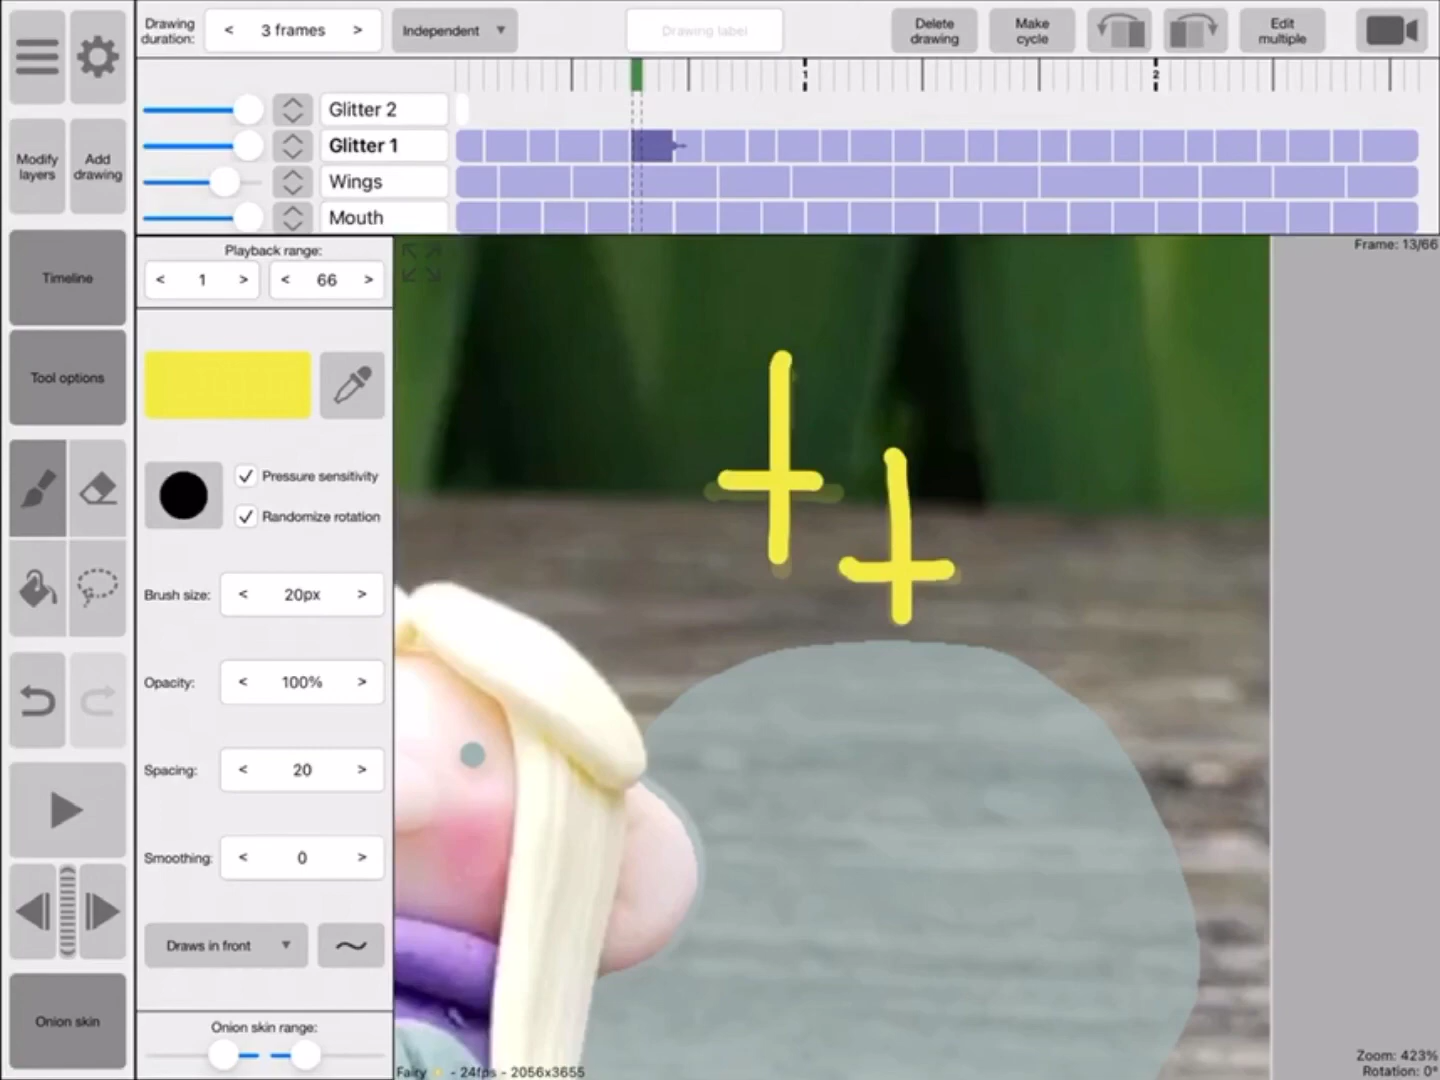 Drawing duration:
< 3 frames >
Independent
Drawing label
Delete drawing
Make cycle
Edit multiple
1
2
Modify layers
Add drawing
Glitter 2
Glitter 1
Wings
Mouth
Timeline
Tool options
Playback range:
< 1 >
< 66 >
Frame: 13/66
Pressure sensitivity
Randomize rotation
Brush size:
< 20px >
Opacity:
< 100% >
Spacing:
< 20 >
Smoothing:
< 0 >
Draws in front
Onion skin
Onion skin range:
Fairy - 24fps - 2056x3655
Zoom: 423%
Rotation: 0°